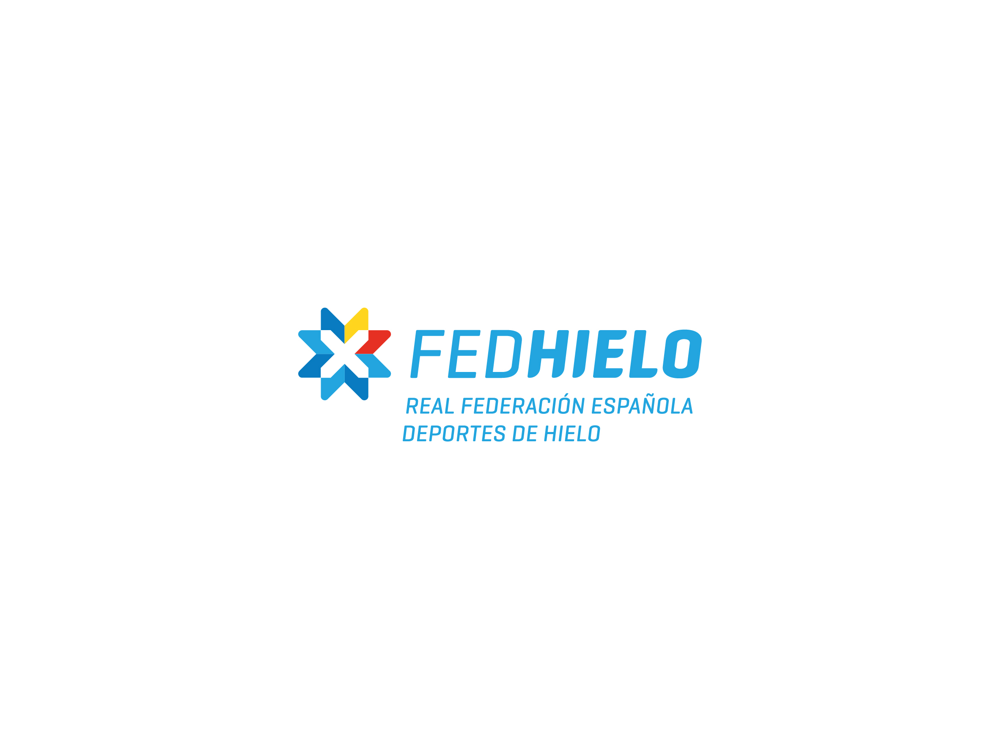 FEDHIELO
REAL FEDERACIÓN ESPAÑOLA
DEPORTES DE HIELO